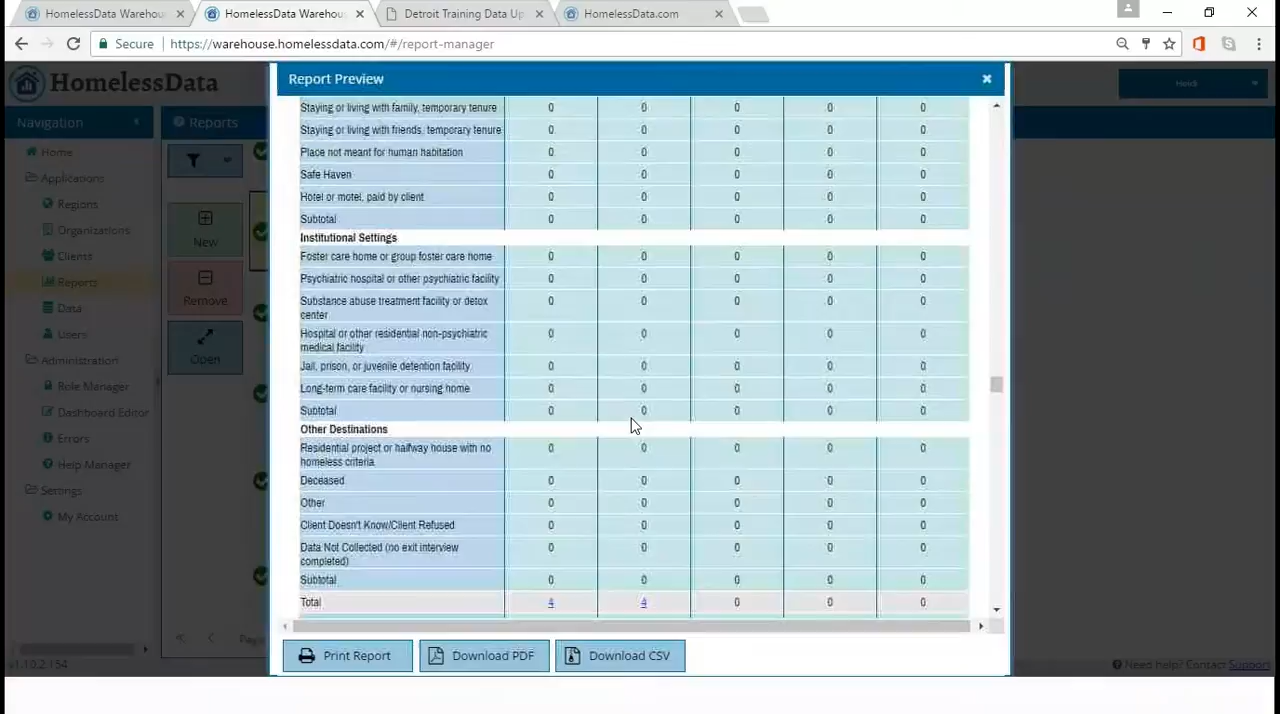 HomelessData Warehou
HomelessData Warehou
Detroit Training Data Up
HomelessData.com
Secure
https://warehouse.homelessdata.com/#/report-manager
HomelessData
Heidi
Navigation
Home
Applications
Regions
Organizations
Clients
Reports
Data
Users
Administration
Role Manager
Dashboard Editor
Errors
Help Manager
Settings
My Account
v1.10.2.154
Reports
New
Remove
Open
Page
Report Preview
Staying or living with family, temporary tenure 0 0 0 0 0
Staying or living with friends, temporary tenure 0 0 0 0 0
Place not meant for human habitation 0 0 0 0 0
Safe Haven 0 0 0 0 0
Hotel or motel, paid by client 0 0 0 0 0
Subtotal 0 0 0 0 0
Institutional Settings
Foster care home or group foster care home 0 0 0 0 0
Psychiatric hospital or other psychiatric facility 0 0 0 0 0
Substance abuse treatment facility or detox 0 0 0 0 0
center
Hospital or other residential non-psychiatric 0 0 0 0 0
medical facility
Jail, prison, or juvenile detention facility 0 0 0 0 0
Long-term care facility or nursing home 0 0 0 0 0
Subtotal 0 0 0 0 0
Other Destinations
Residential project or halfway house with no 0 0 0 0 0
homeless criteria
Deceased 0 0 0 0 0
Other 0 0 0 0 0
Client Doesn't Know/Client Refused 0 0 0 0 0
Data Not Collected (no exit interview 0 0 0 0 0
completed)
Subtotal 0 0 0 0 0
Total 4 4 0 0 0
Print Report
Download PDF
Download CSV
Need help? Contact Support